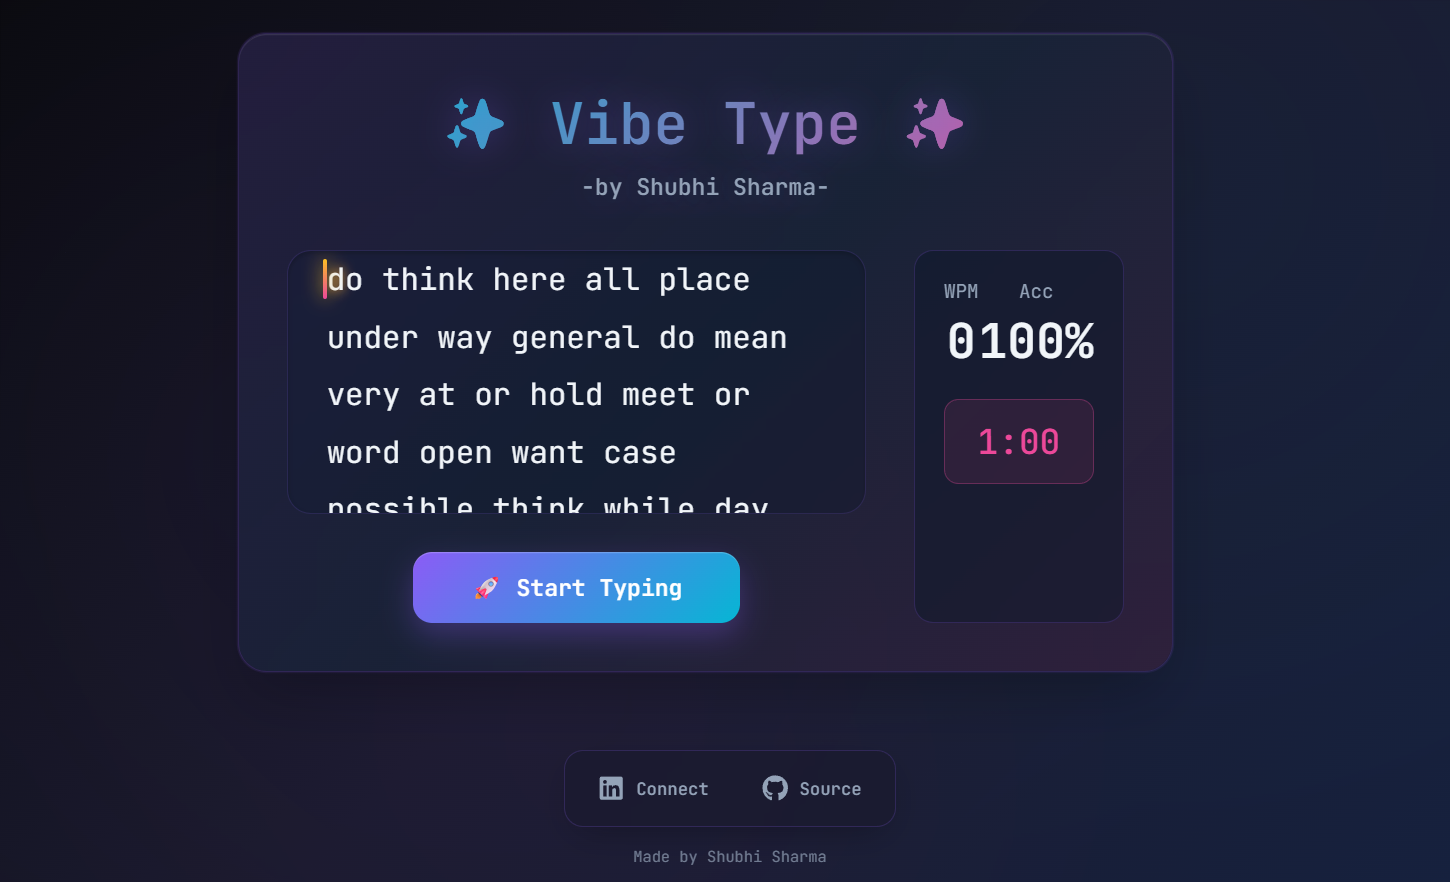 ✨ Vibe Type ✨
-by Shubhi Sharma-
do think here all place
under way general do mean
very at or hold meet or
word open want case
possible think while day
🚀 Start Typing
WPM Acc
0 100%
1:00
Connect Source
Made by Shubhi Sharma